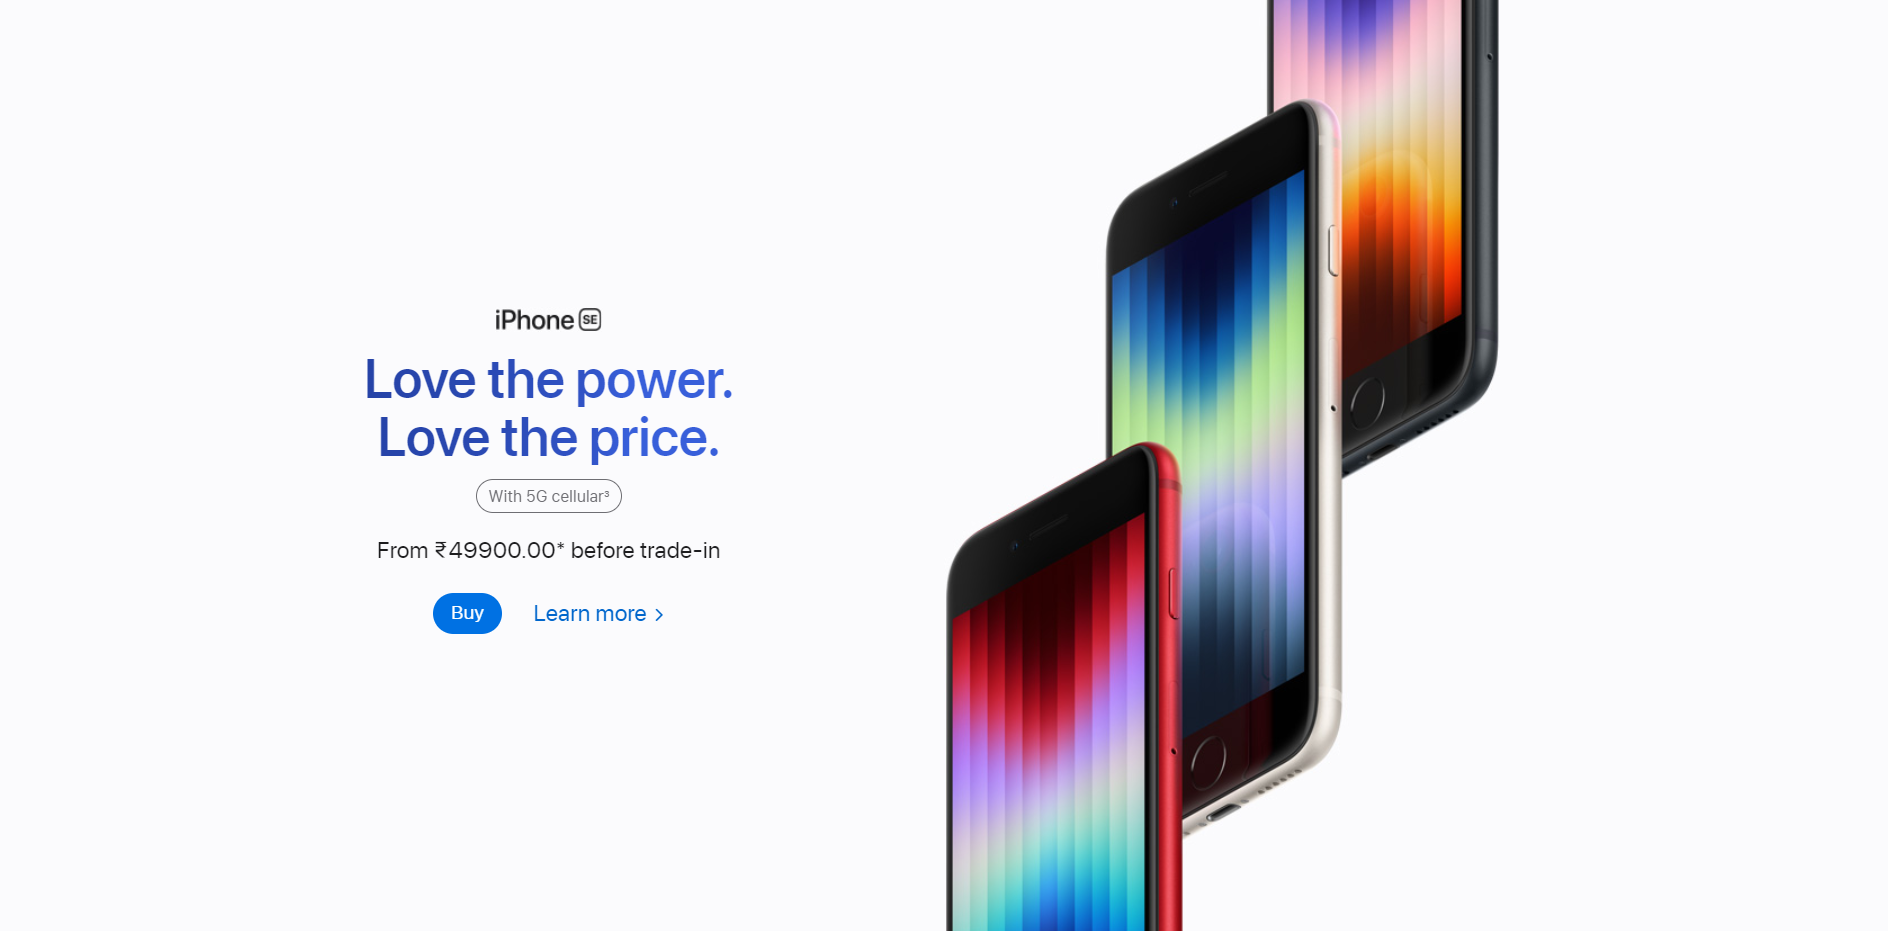 iPhone SE
Love the power.
Love the price.
With 5G cellular³
From ₹49900.00* before trade-in
Buy
Learn more >